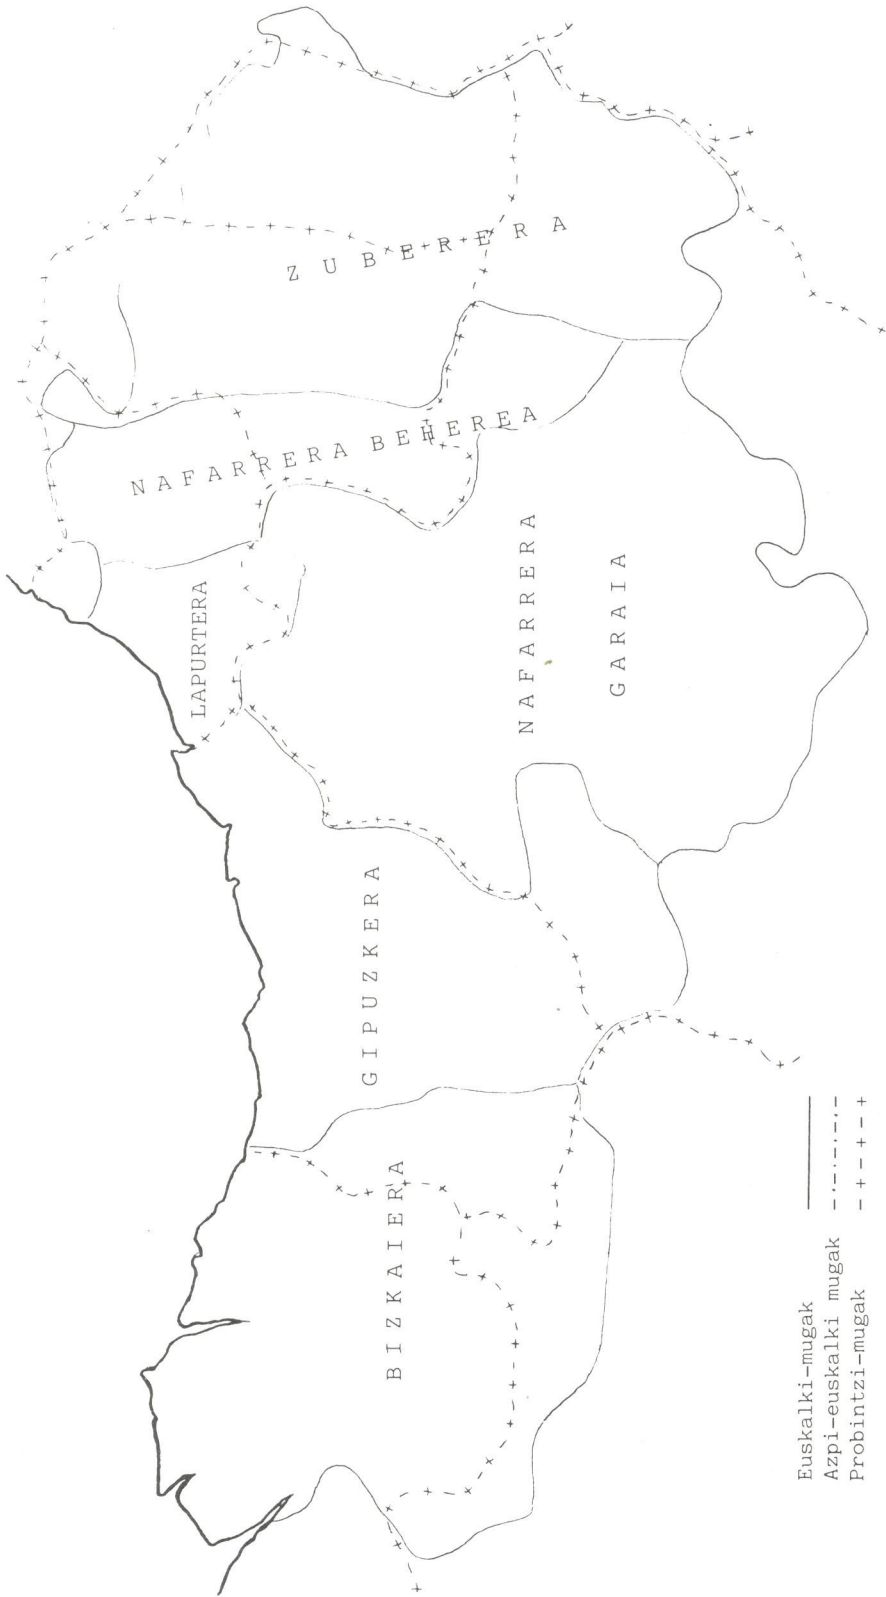 ZUBERERA
NAFARRERA BEHEREA
LAPURTERA
NAFARRERA
GARAIA
GIPUZKERA
BIZKAIERA
Euskalki-mugak
Azpi-euskalki mugak
Probintzi-mugak